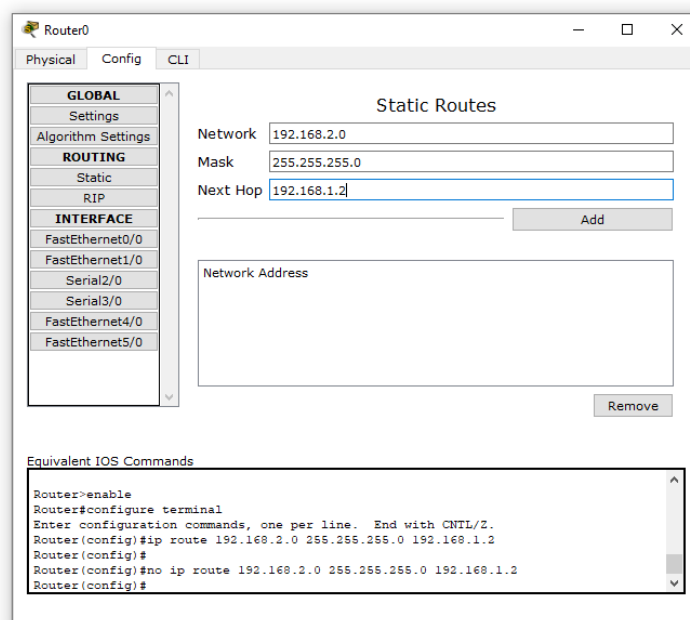 Router0
Physical Config CLI
GLOBAL
Settings
Algorithm Settings
ROUTING
Static
RIP
INTERFACE
FastEthernet0/0
FastEthernet1/0
Serial2/0
Serial3/0
FastEthernet4/0
FastEthernet5/0
Static Routes
Network 192.168.2.0
Mask 255.255.255.0
Next Hop 192.168.1.2
Add
Network Address
Remove
Equivalent IOS Commands
Router>enable
Router#configure terminal
Enter configuration commands, one per line.  End with CNTL/Z.
Router(config)#ip route 192.168.2.0 255.255.255.0 192.168.1.2
Router(config)#
Router(config)#no ip route 192.168.2.0 255.255.255.0 192.168.1.2
Router(config)#